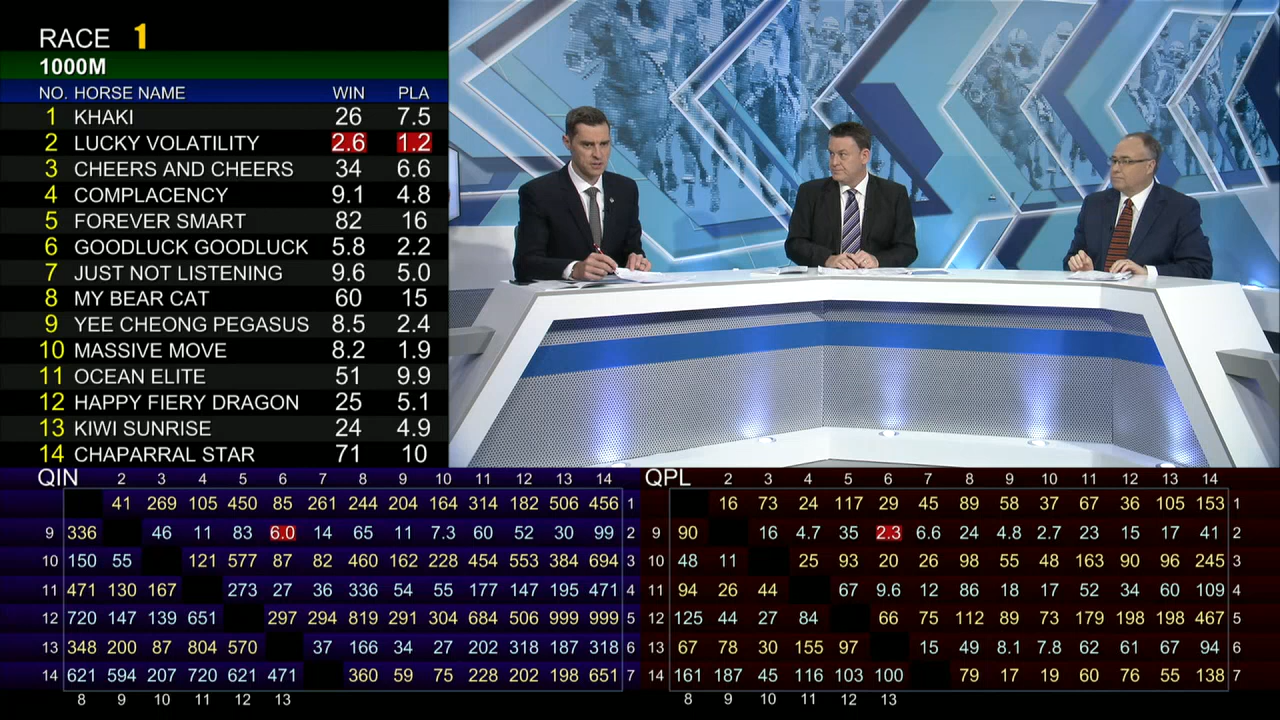 RACE 1
1000M
NO. HORSE NAME WIN PLA
1 KHAKI 26 7.5
2 LUCKY VOLATILITY 2.6 1.2
3 CHEERS AND CHEERS 34 6.6
4 COMPLACENCY 9.1 4.8
5 FOREVER SMART 82 16
6 GOODLUCK GOODLUCK 5.8 2.2
7 JUST NOT LISTENING 9.6 5.0
8 MY BEAR CAT 60 15
9 YEE CHEONG PEGASUS 8.5 2.4
10 MASSIVE MOVE 8.2 1.9
11 OCEAN ELITE 51 9.9
12 HAPPY FIERY DRAGON 25 5.1
13 KIWI SUNRISE 24 4.9
14 CHAPARRAL STAR 71 10
QIN 2 3 4 5 6 7 8 9 10 11 12 13 14
41 269 105 450 85 261 244 204 164 314 182 506 456 1
9 336 46 11 83 6.0 14 65 11 7.3 60 52 30 99 2
10 150 55 121 577 87 82 460 162 228 454 553 384 694 3
11 471 130 167 273 27 36 336 54 55 177 147 195 471 4
12 720 147 139 651 297 294 819 291 304 684 506 999 999 5
13 348 200 87 804 570 37 166 34 27 202 318 187 318 6
14 621 594 207 720 621 471 360 59 75 228 202 198 651 7
8 9 10 11 12 13
QPL 2 3 4 5 6 7 8 9 10 11 12 13 14
16 73 24 117 29 45 89 58 37 67 36 105 153 1
9 90 16 4.7 35 2.3 6.6 24 4.8 2.7 23 15 17 41 2
10 48 11 25 93 20 26 98 55 48 163 90 96 245 3
11 94 26 44 67 9.6 12 86 18 17 52 34 60 109 4
12 125 44 27 84 66 75 112 89 73 179 198 198 467 5
13 67 78 30 155 97 15 49 8.1 7.8 62 61 67 94 6
14 161 187 45 116 103 100 79 17 19 60 76 55 138 7
8 9 10 11 12 13